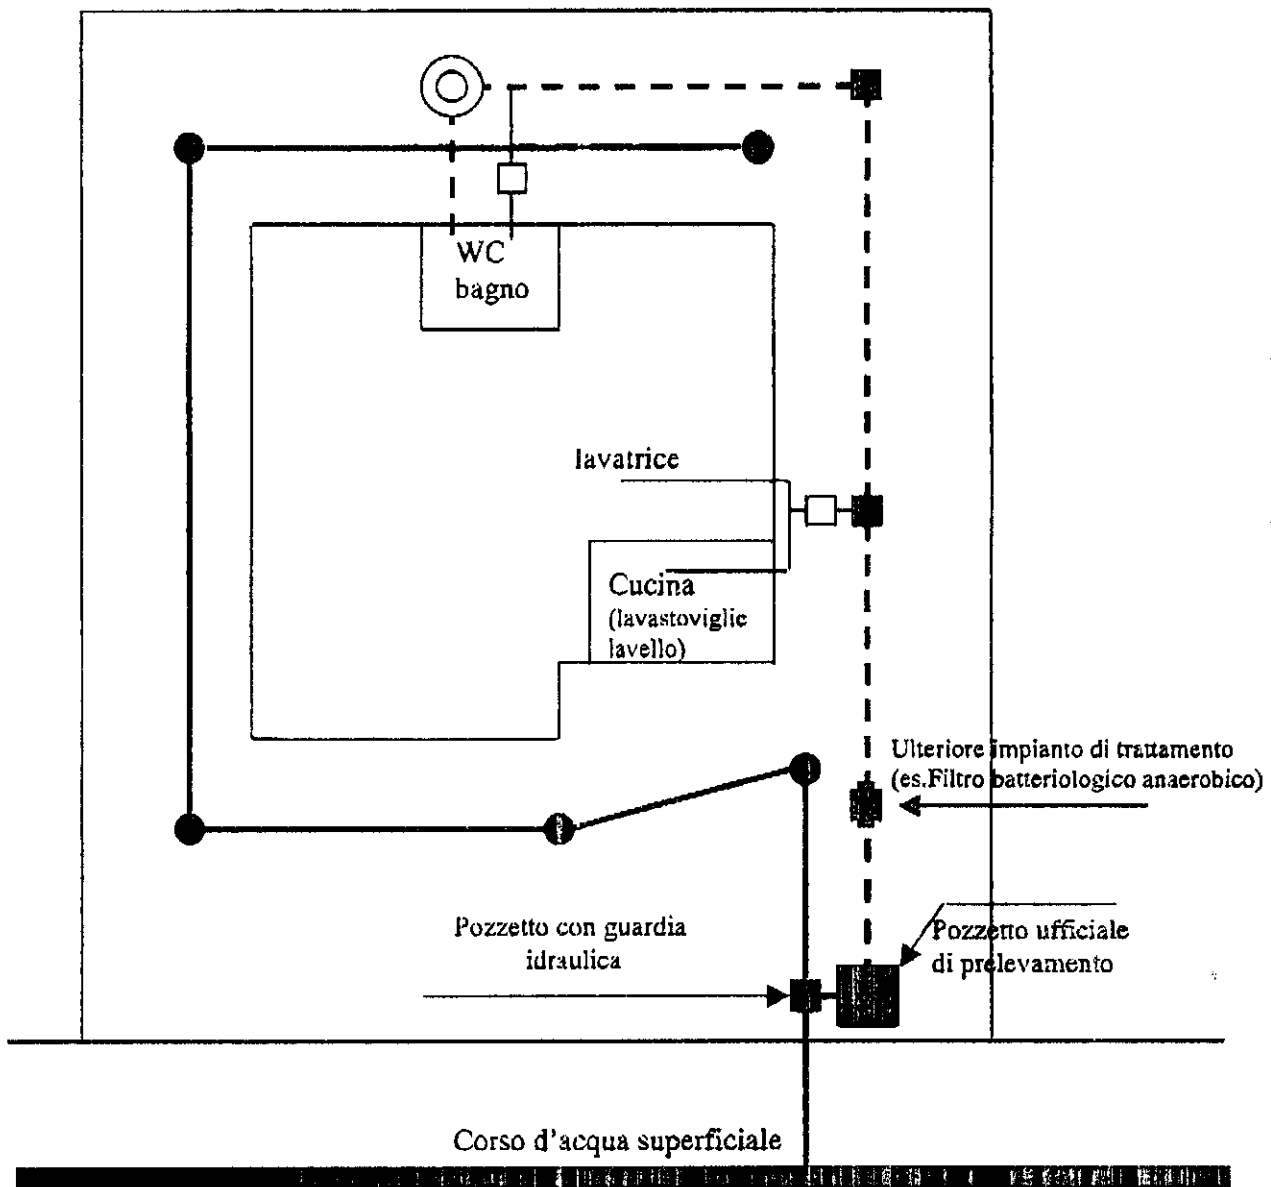 WC
bagno
lavatrice
Cucina
(lavastoviglie
lavello)
Ulteriore impianto di trattamento
(es.Filtro batteriologico anaerobico)
Pozzetto con guardia
idraulica
Pozzetto ufficiale
di prelevamento
Corso d'acqua superficiale